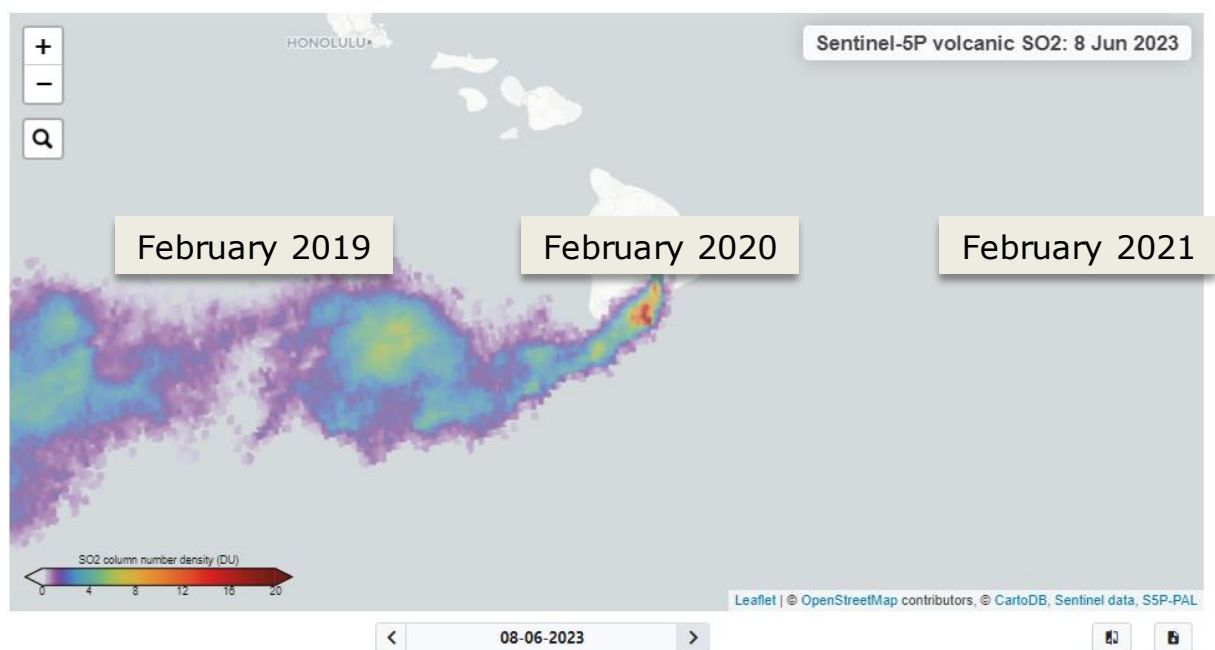 +
−
HONOLULU
Sentinel-5P volcanic SO2: 8 Jun 2023
February 2019
February 2020
February 2021
SO2 column number density (DU)
0 4 8 12 16 20
Leaflet | © OpenStreetMap contributors, © CartoDB, Sentinel data, S5P-PAL
08-06-2023